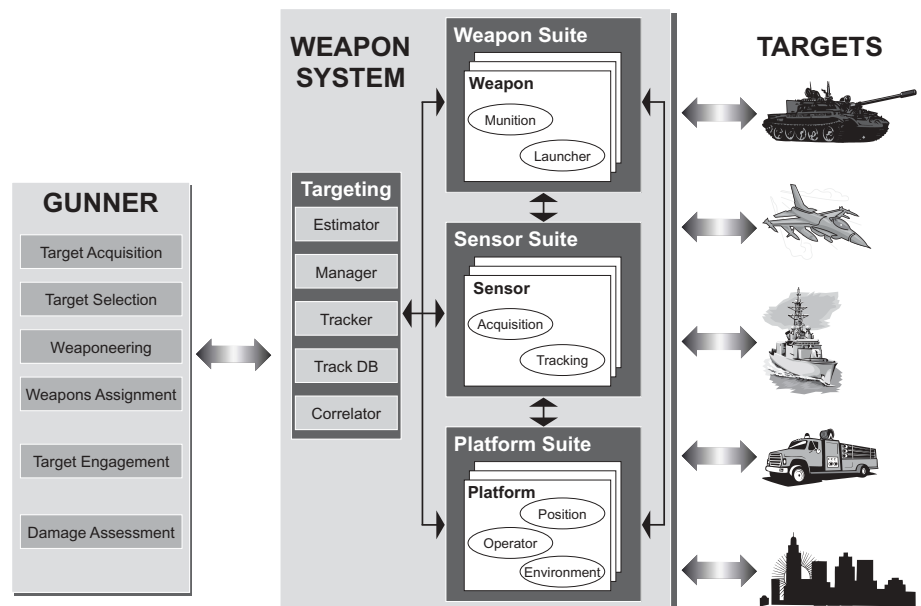 GUNNER
Target Acquisition
Target Selection
Weaponeering
Weapons Assignment
Target Engagement
Damage Assessment
WEAPON
SYSTEM
Targeting
Estimator
Manager
Tracker
Track DB
Correlator
Weapon Suite
Weapon
Munition
Launcher
Sensor Suite
Sensor
Acquisition
Tracking
Platform Suite
Platform
Position
Operator
Environment
TARGETS